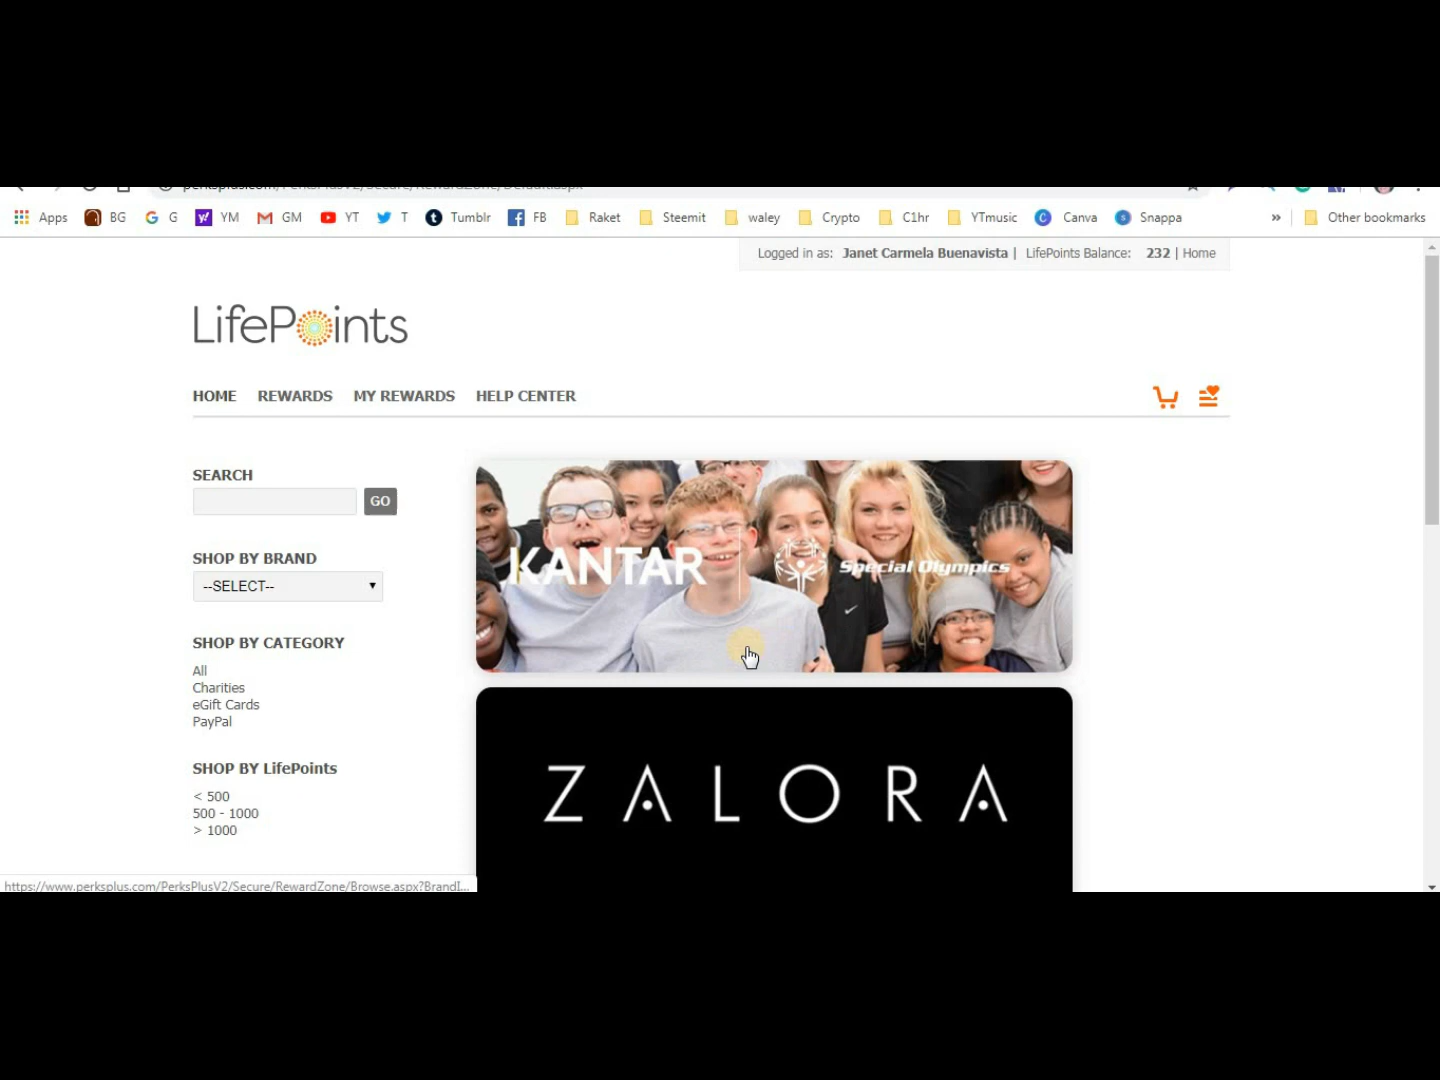 Apps BG G YM GM YT T Tumblr FB Raket Steemit waley Crypto C1hr YTmusic Canva Snappa » Other bookmarks
Logged in as: Janet Carmela Buenavista | LifePoints Balance: 232 | Home
LifePoints
HOME REWARDS MY REWARDS HELP CENTER
SEARCH
GO
SHOP BY BRAND
--SELECT--
SHOP BY CATEGORY
All
Charities
eGift Cards
PayPal
SHOP BY LifePoints
< 500
500 - 1000
> 1000
KANTAR
Special Olympics
ZALORA
https://www.perksplus.com/PerksPlusV2/Secure/RewardZone/Browse.aspx?BrandI...